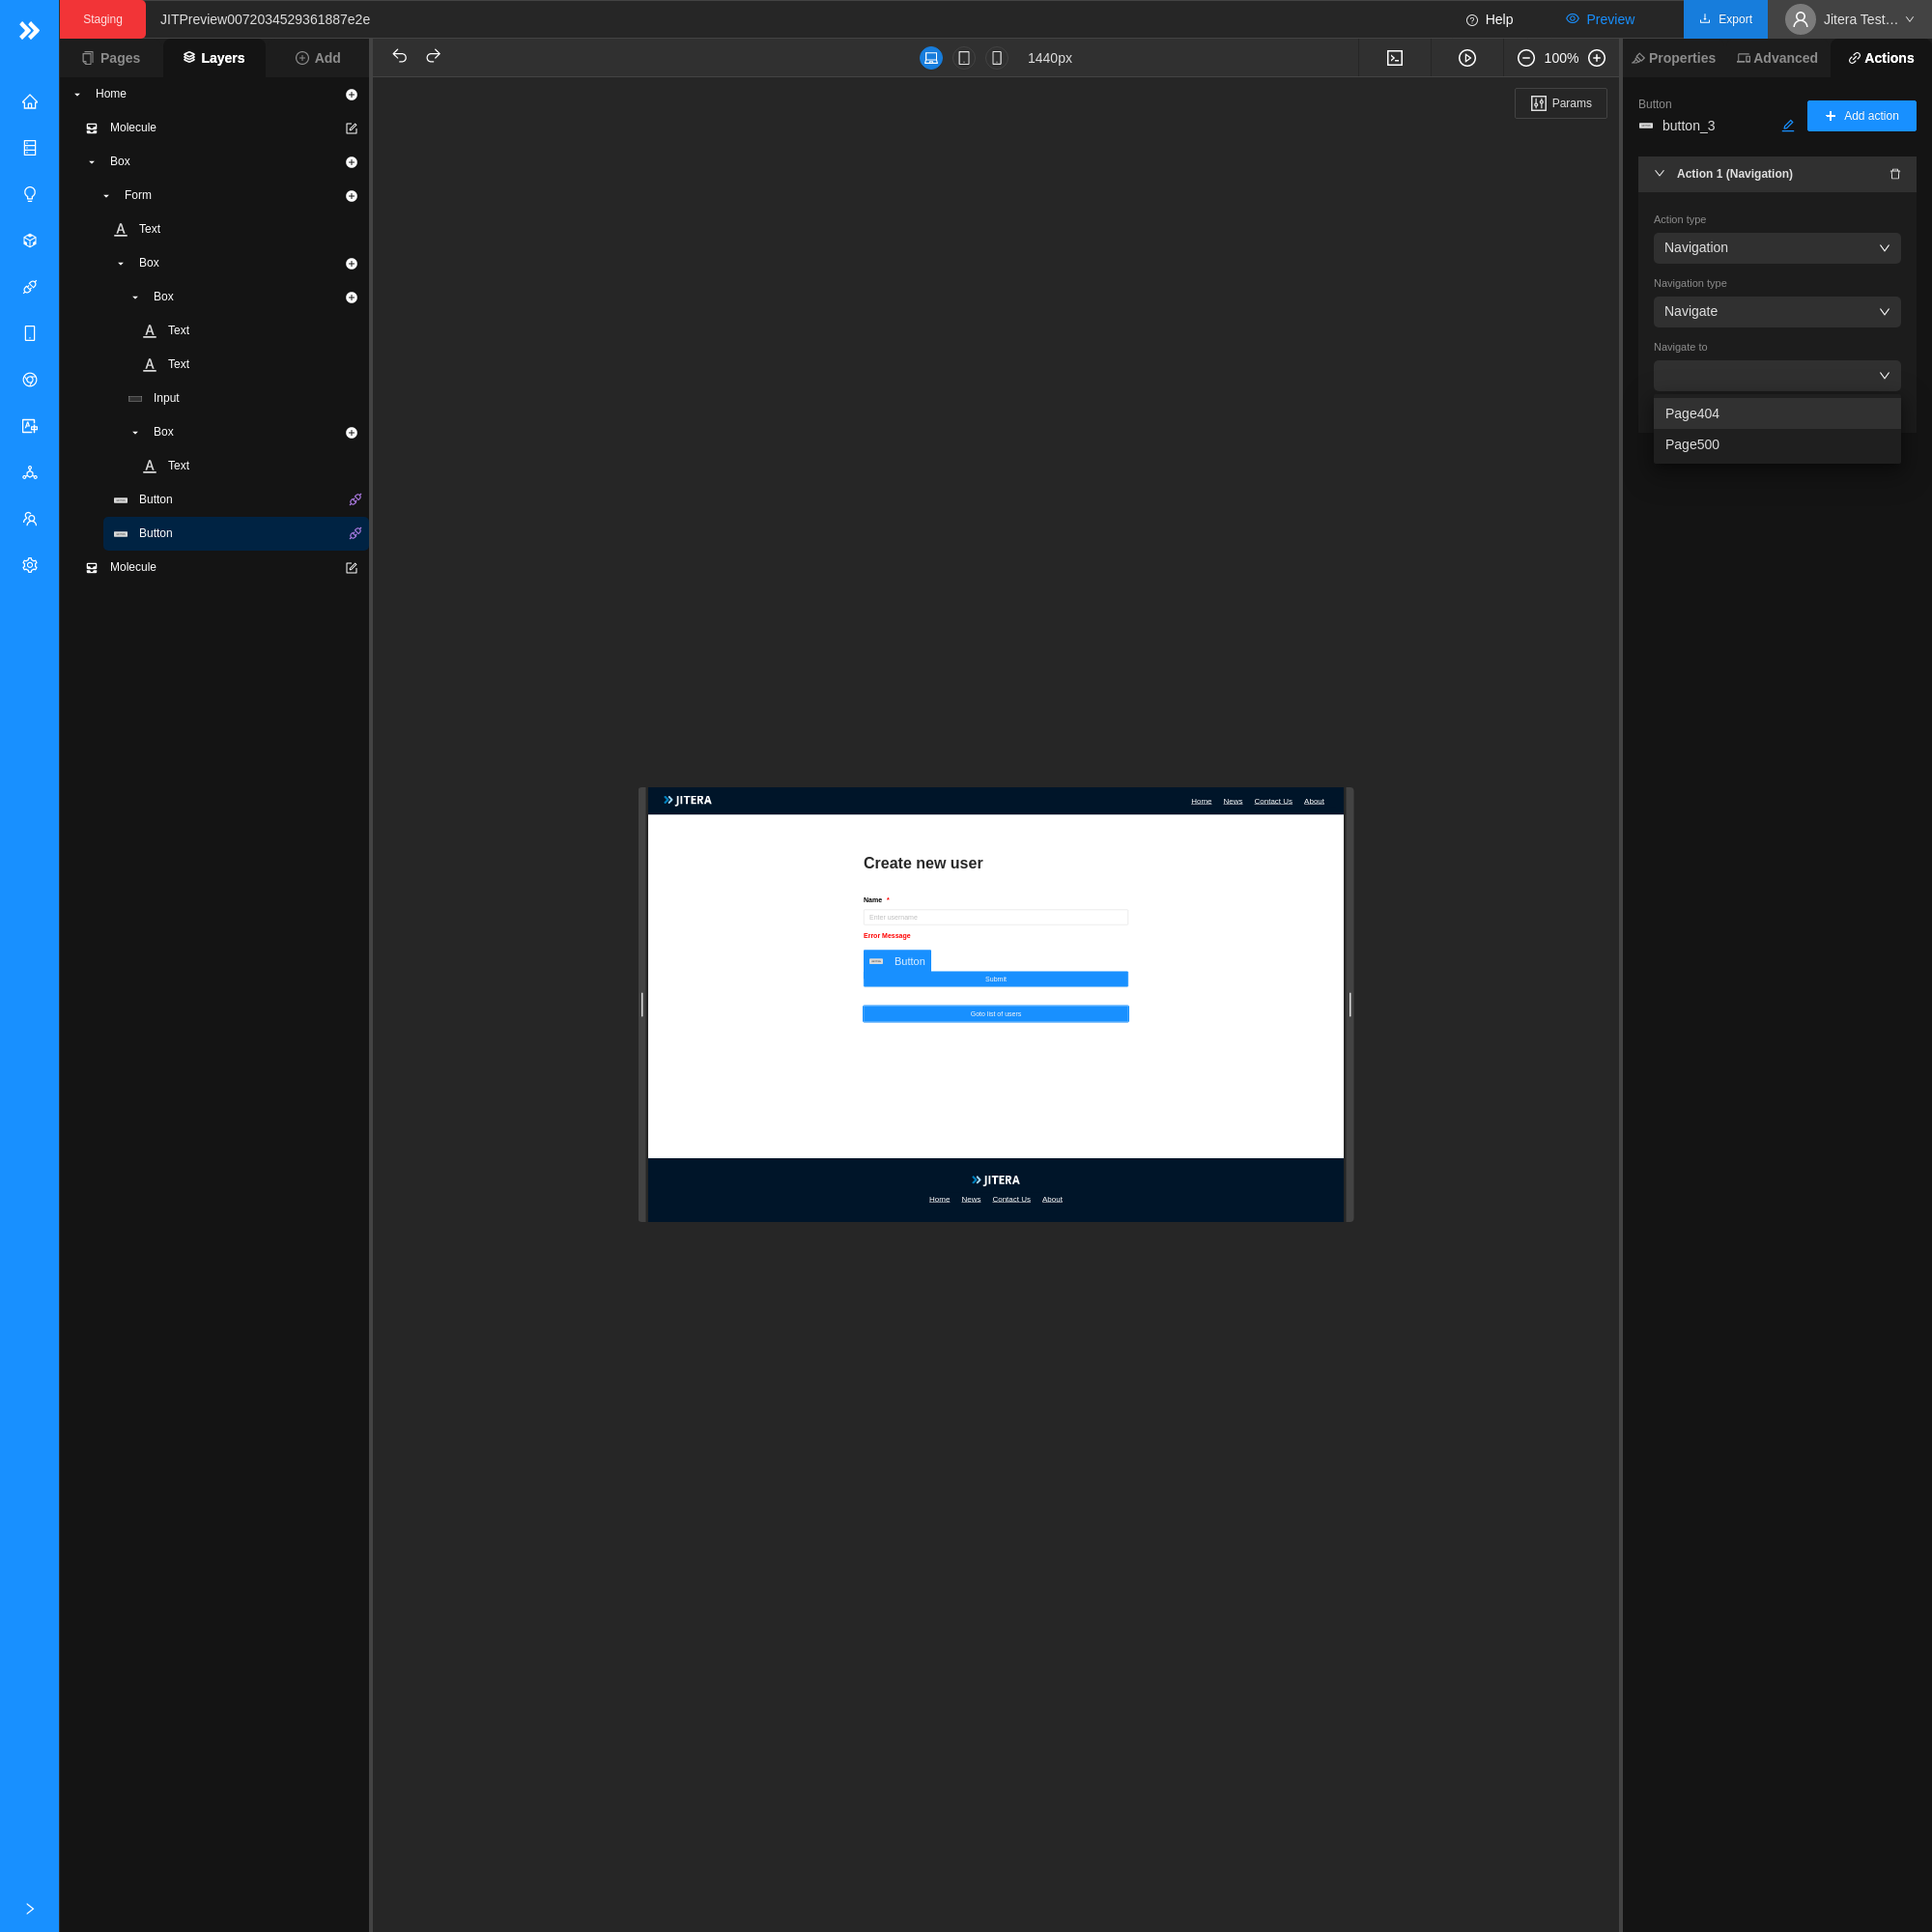 Staging
JITPreview0072034529361887e2e
Help
Preview
Export
Jitera Test...
Pages
Layers
Add
1440px
100%
Properties
Advanced
Actions
Home
Molecule
Box
Form
Text
Box
Box
Text
Text
Input
Box
Text
Button
Button
Molecule
Params
JITERA
Home News Contact Us About
Create new user
Name *
Enter username
Error Message
Button
Submit
Goto list of users
JITERA
Home News Contact Us About
Button
button_3
Add action
Action 1 (Navigation)
Action type
Navigation
Navigation type
Navigate
Navigate to
Page404
Page500